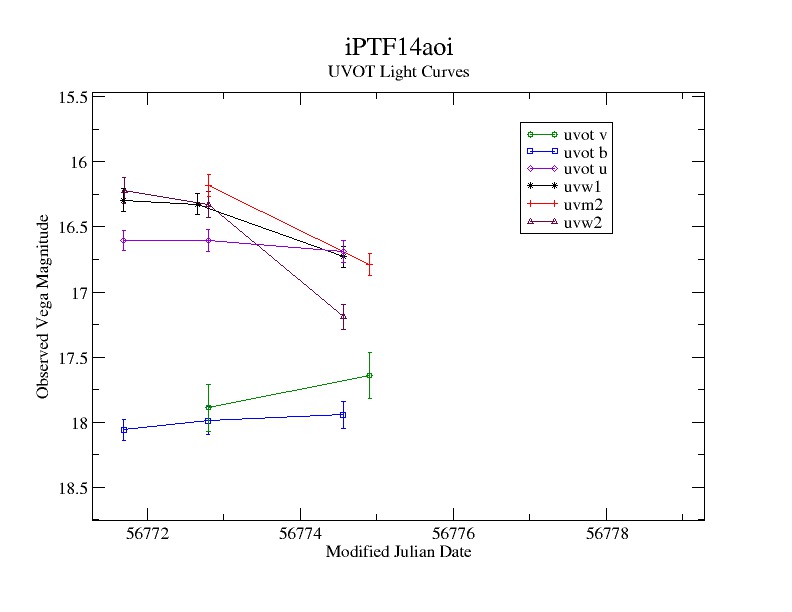 iPTF14aoi
UVOT Light Curves
15.5
16
16.5
17
17.5
18
18.5
Observed Vega Magnitude
uvot v
uvot b
uvot u
uvw1
uvm2
uvw2
56772
56774
56776
56778
Modified Julian Date